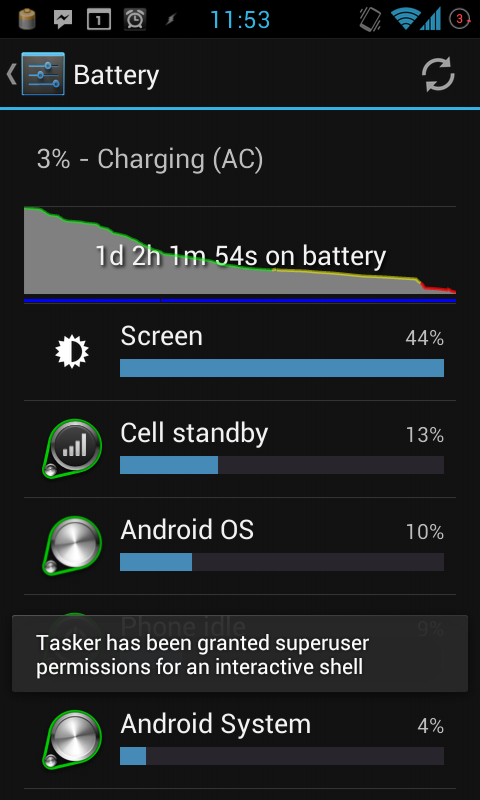 1
11:53
3
Battery
3% - Charging (AC)
1d 2h 1m 54s on battery
Screen
44%
Cell standby
13%
Android OS
10%
Phone idle
9%
Tasker has been granted superuser
permissions for an interactive shell
Android System
4%